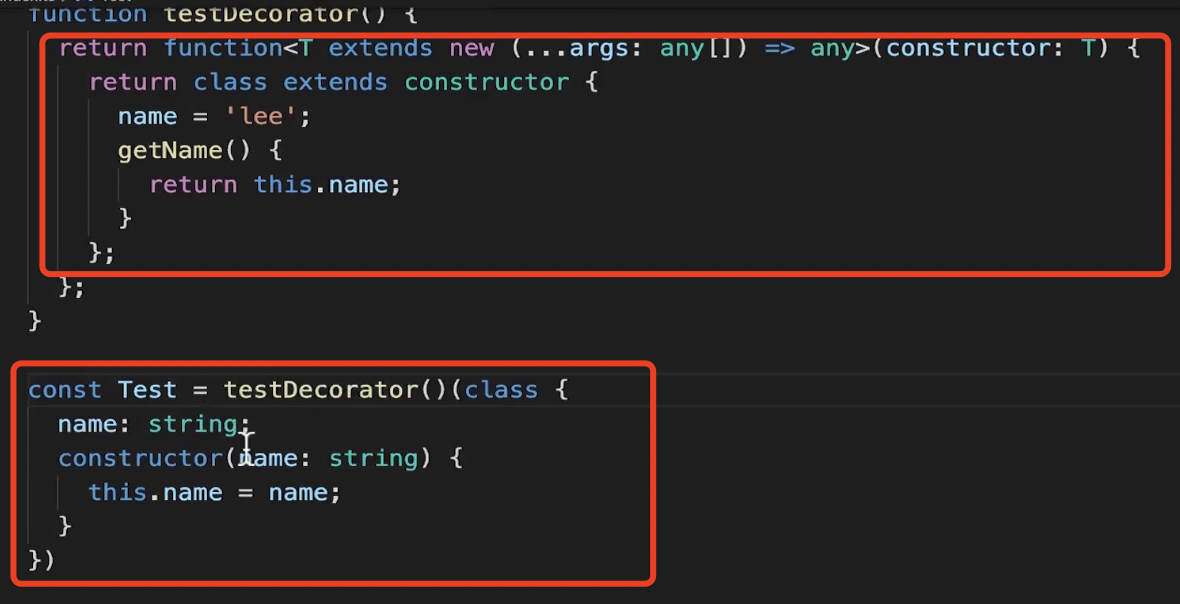 function testDecorator() {
return function<T extends new (...args: any[]) => any>(constructor: T) {
return class extends constructor {
name = 'lee';
getName() {
return this.name;
}
};
};
}
const Test = testDecorator()(class {
name: string;
constructor(name: string) {
this.name = name;
}
})